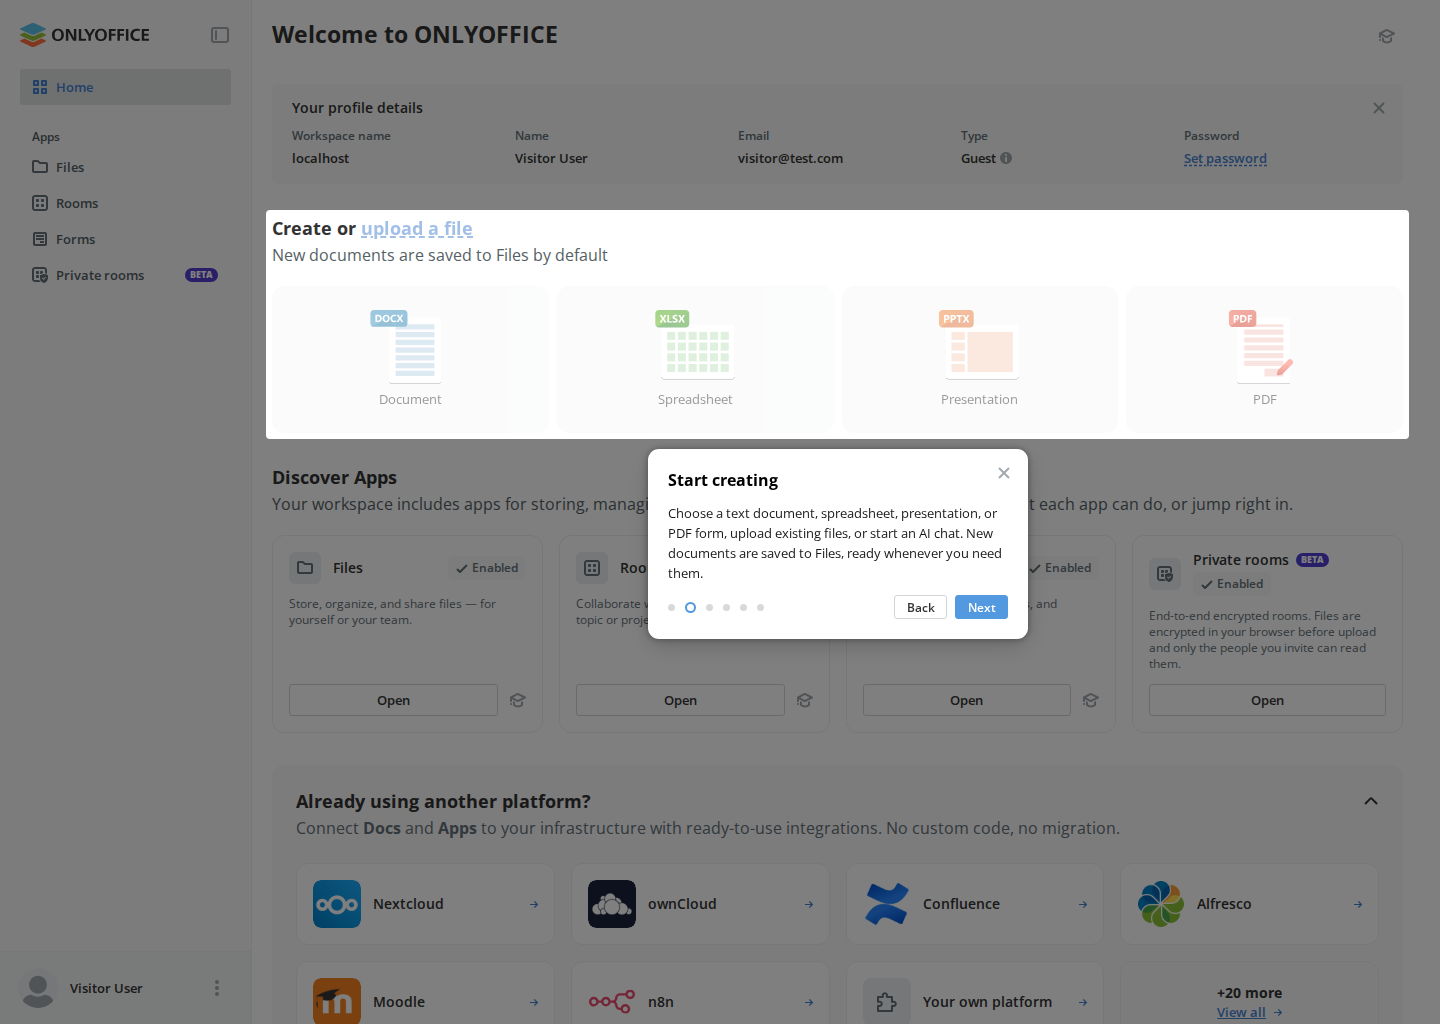 ONLYOFFICE
Home
Apps
Files
Rooms
Forms
Private rooms BETA
Visitor User
Welcome to ONLYOFFICE
Your profile details
Workspace name Name Email Type Password
localhost Visitor User visitor@test.com Guest Set password
Create or upload a file
New documents are saved to Files by default
DOCX XLSX PPTX PDF
Document Spreadsheet Presentation PDF
Start creating
Choose a text document, spreadsheet, presentation, or
PDF form, upload existing files, or start an AI chat. New
documents are saved to Files, ready whenever you need
them.
Back Next
Discover Apps
Your workspace includes apps for storing, each app can do, or jump right in.
Files Enabled
Store, organize, and share files — for
yourself or your team.
Open
Collaborate
topic or
Open
Enabled
, and
Open
Private rooms BETA
Enabled
End-to-end encrypted rooms. Files are
encrypted in your browser before upload
and only the people you invite can read
them.
Open
Already using another platform?
Connect Docs and Apps to your infrastructure with ready-to-use integrations. No custom code, no migration.
Nextcloud
ownCloud
Confluence
Alfresco
Moodle
n8n
Your own platform
+20 more
View all